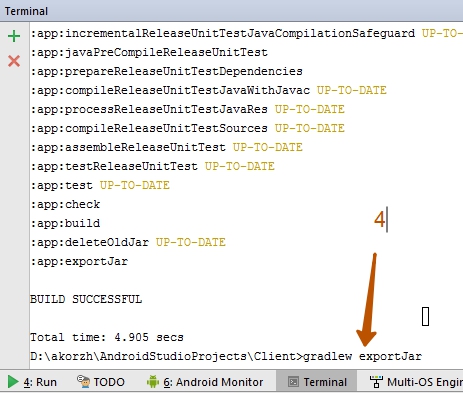 Terminal
:app:incrementalReleaseUnitTestJavaCompilationSafeguard UP-TO-
:app:javaPreCompileReleaseUnitTest
:app:prepareReleaseUnitTestDependencies
:app:compileReleaseUnitTestJavaWithJavac UP-TO-DATE
:app:processReleaseUnitTestJavaRes UP-TO-DATE
:app:compileReleaseUnitTestSources UP-TO-DATE
:app:assembleReleaseUnitTest UP-TO-DATE
:app:testReleaseUnitTest UP-TO-DATE
:app:test UP-TO-DATE
:app:check
:app:build
4
:app:deleteOldJar UP-TO-DATE
:app:exportJar
BUILD SUCCESSFUL
Total time: 4.905 secs
D:\akorzh\AndroidStudioProjects\Client>gradlew exportJar
4: Run TODO 6: Android Monitor Terminal Multi-OS Engin